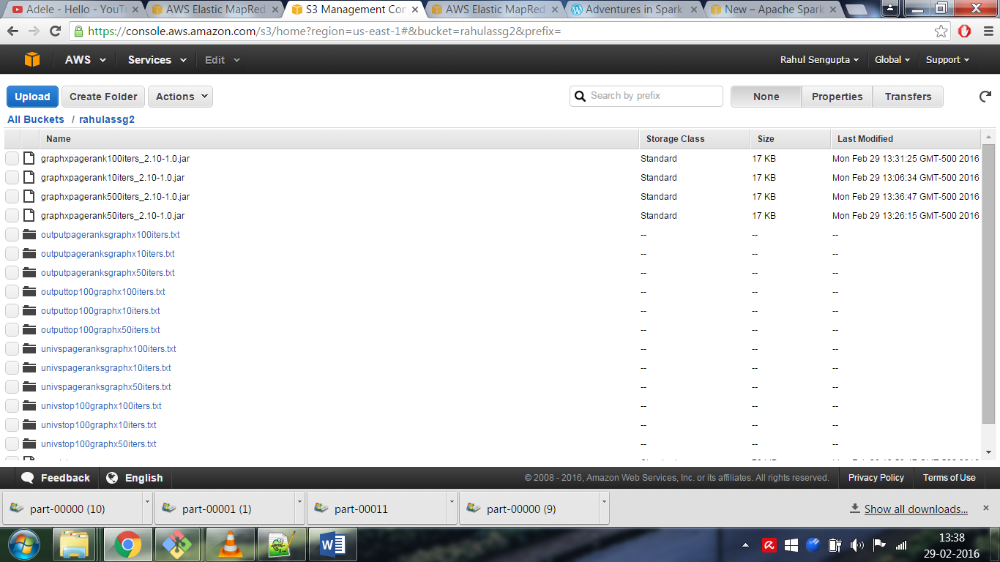 Adele - Hello - YouT
AWS Elastic MapRed
S3 Management Con
AWS Elastic MapRed
Adventures in Spark
New – Apache Spark
https://console.aws.amazon.com/s3/home?region=us-east-1#&bucket=rahulassg2&prefix=
AWS Services Edit Rahul Sengupta Global Support
Upload Create Folder Actions Search by prefix None Properties Transfers
All Buckets / rahulassg2
Name Storage Class Size Last Modified
graphxpagerank100iters_2.10-1.0.jar Standard 17 KB Mon Feb 29 13:31:25 GMT-500 2016
graphxpagerank10iters_2.10-1.0.jar Standard 17 KB Mon Feb 29 13:06:34 GMT-500 2016
graphxpagerank500iters_2.10-1.0.jar Standard 17 KB Mon Feb 29 13:36:47 GMT-500 2016
graphxpagerank50iters_2.10-1.0.jar Standard 17 KB Mon Feb 29 13:26:15 GMT-500 2016
outputpageranksgraphx100iters.txt -- -- --
outputpageranksgraphx10iters.txt -- -- --
outputpageranksgraphx50iters.txt -- -- --
outputtop100graphx100iters.txt -- -- --
outputtop100graphx10iters.txt -- -- --
outputtop100graphx50iters.txt -- -- --
univspageranksgraphx100iters.txt -- -- --
univspageranksgraphx10iters.txt -- -- --
univspageranksgraphx50iters.txt -- -- --
univstop100graphx100iters.txt -- -- --
univstop100graphx10iters.txt -- -- --
univstop100graphx50iters.txt -- -- --
Feedback English © 2008 - 2016, Amazon Web Services, Inc. or its affiliates. All rights reserved. Privacy Policy Terms of Use
part-00000 (10) part-00001 (1) part-00011 part-00000 (9) Show all downloads...
13:38
29-02-2016